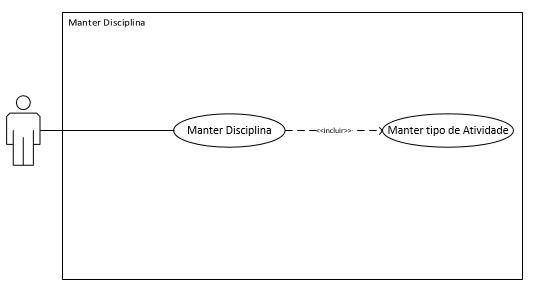 Manter Disciplina
Manter Disciplina
<<incluir>>
Manter tipo de Atividade